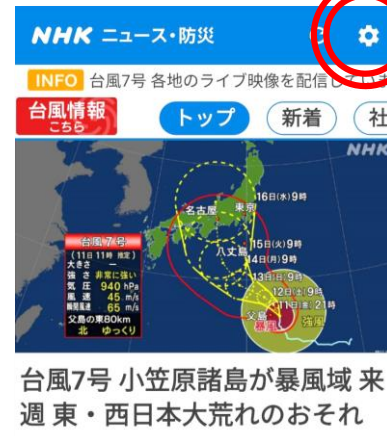 NHK ニュース・防災
INFO 台風7号 各地のライブ映像を配信してい
台風情報
こちら
トップ
新着
社
NHK
16日(水)9時
名古屋
東京
15日(火)9時
八丈島
14日(月)9時
13日(日)9時
12日(土)9時
11日(金)21時
父島
暴風
強風
台風7号
(11日11時 推定)
大きさ ー
強さ 非常に強い
気圧 940 hPa
風速 45 m/s
瞬間風速 65 m/s
父島の東80km
北 ゆっくり
台風7号 小笠原諸島が暴風域 来
週 東・西日本大荒れのおそれ